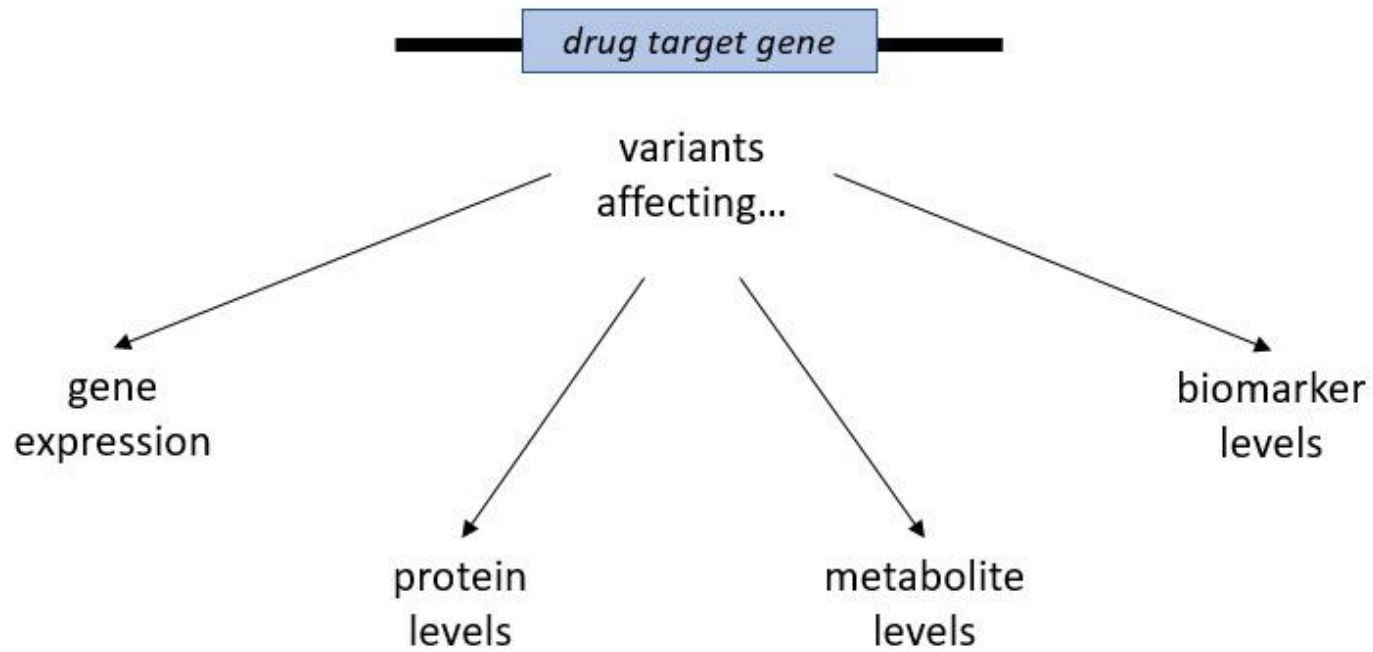 drug target gene
variants
affecting...
gene
expression
biomarker
levels
protein
levels
metabolite
levels